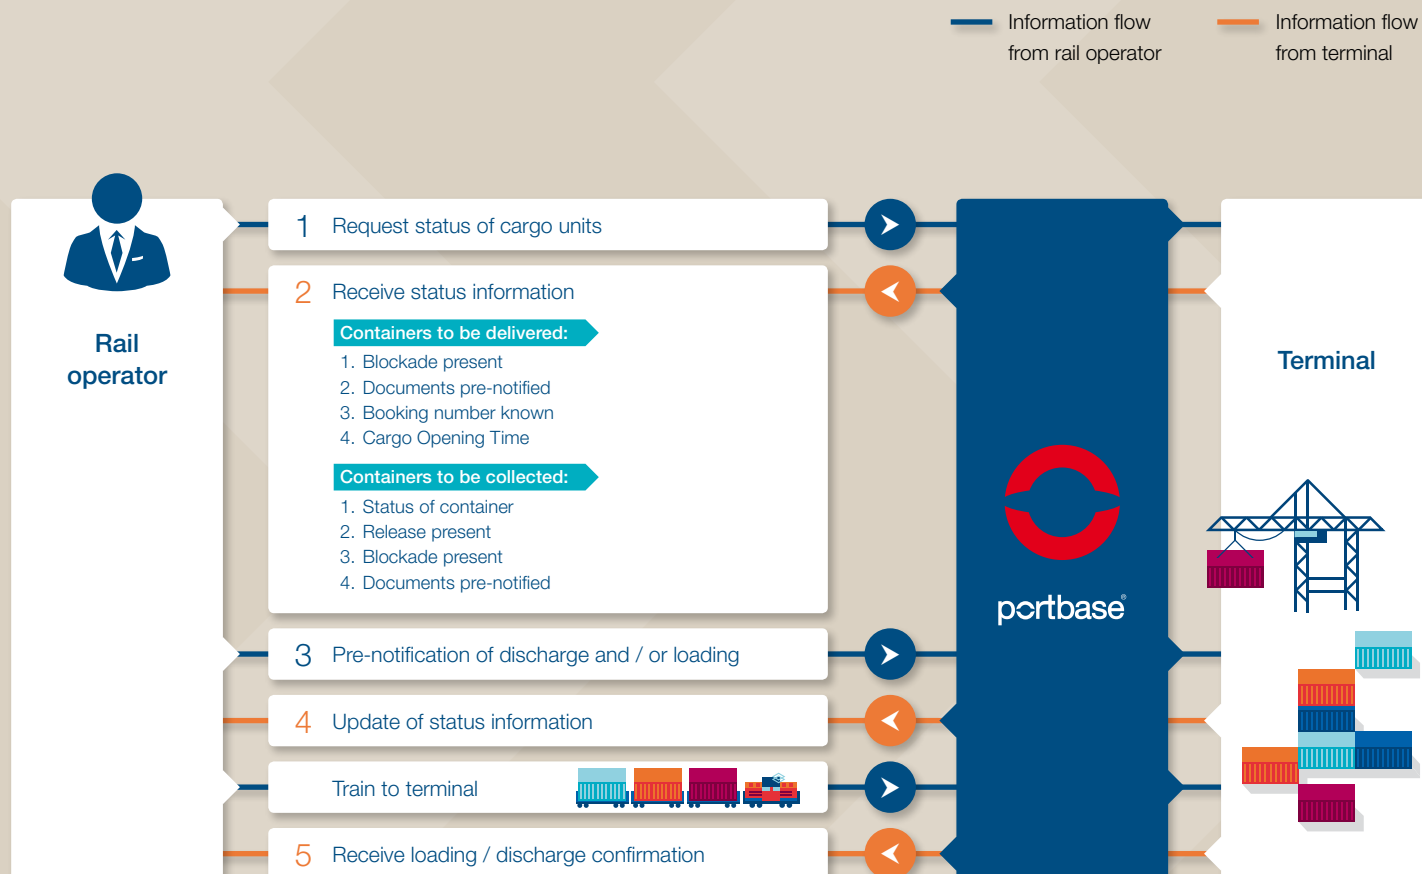 Information flow
from rail operator
Information flow
from terminal
Rail
operator
1 Request status of cargo units
2 Receive status information
Containers to be delivered:
1. Blockade present
2. Documents pre-notified
3. Booking number known
4. Cargo Opening Time
Containers to be collected:
1. Status of container
2. Release present
3. Blockade present
4. Documents pre-notified
3 Pre-notification of discharge and / or loading
4 Update of status information
Train to terminal
5 Receive loading / discharge confirmation
portbase®
Terminal